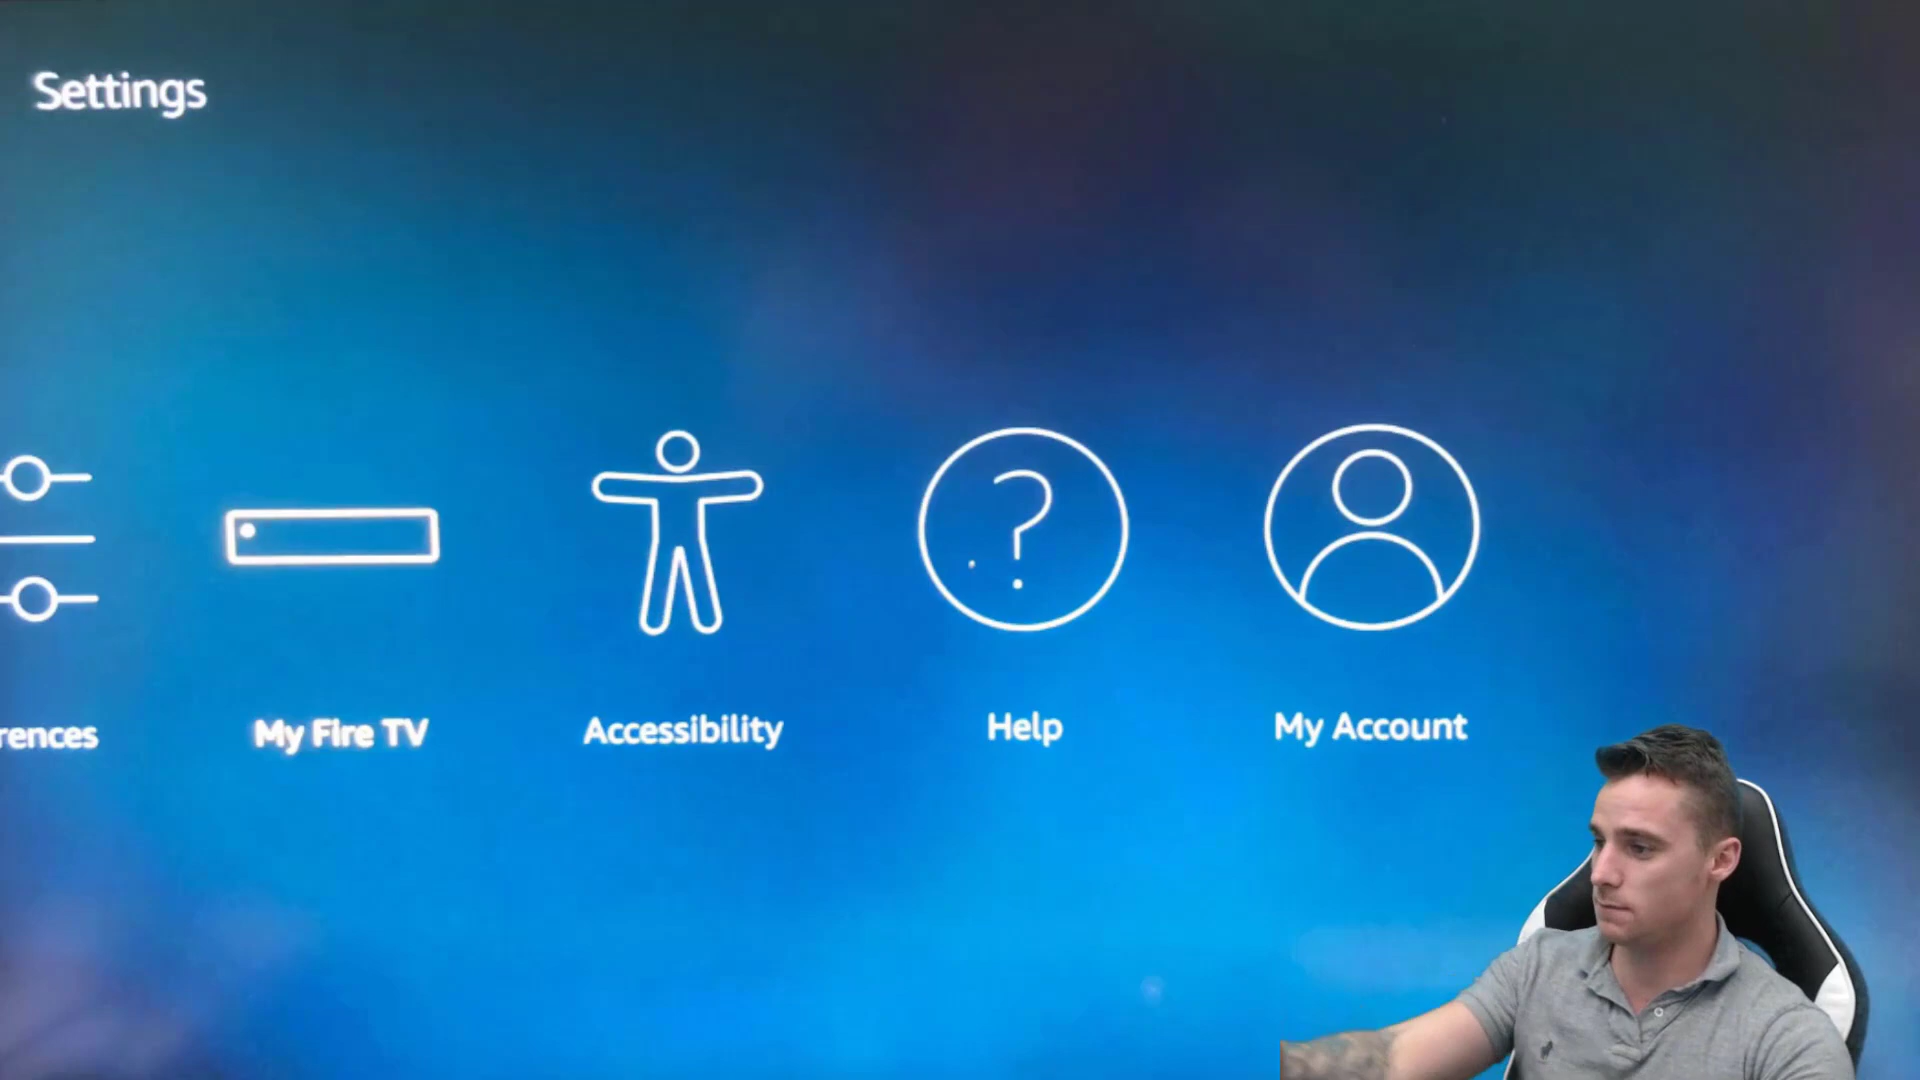 Settings
rences
My Fire TV
Accessibility
Help
My Account